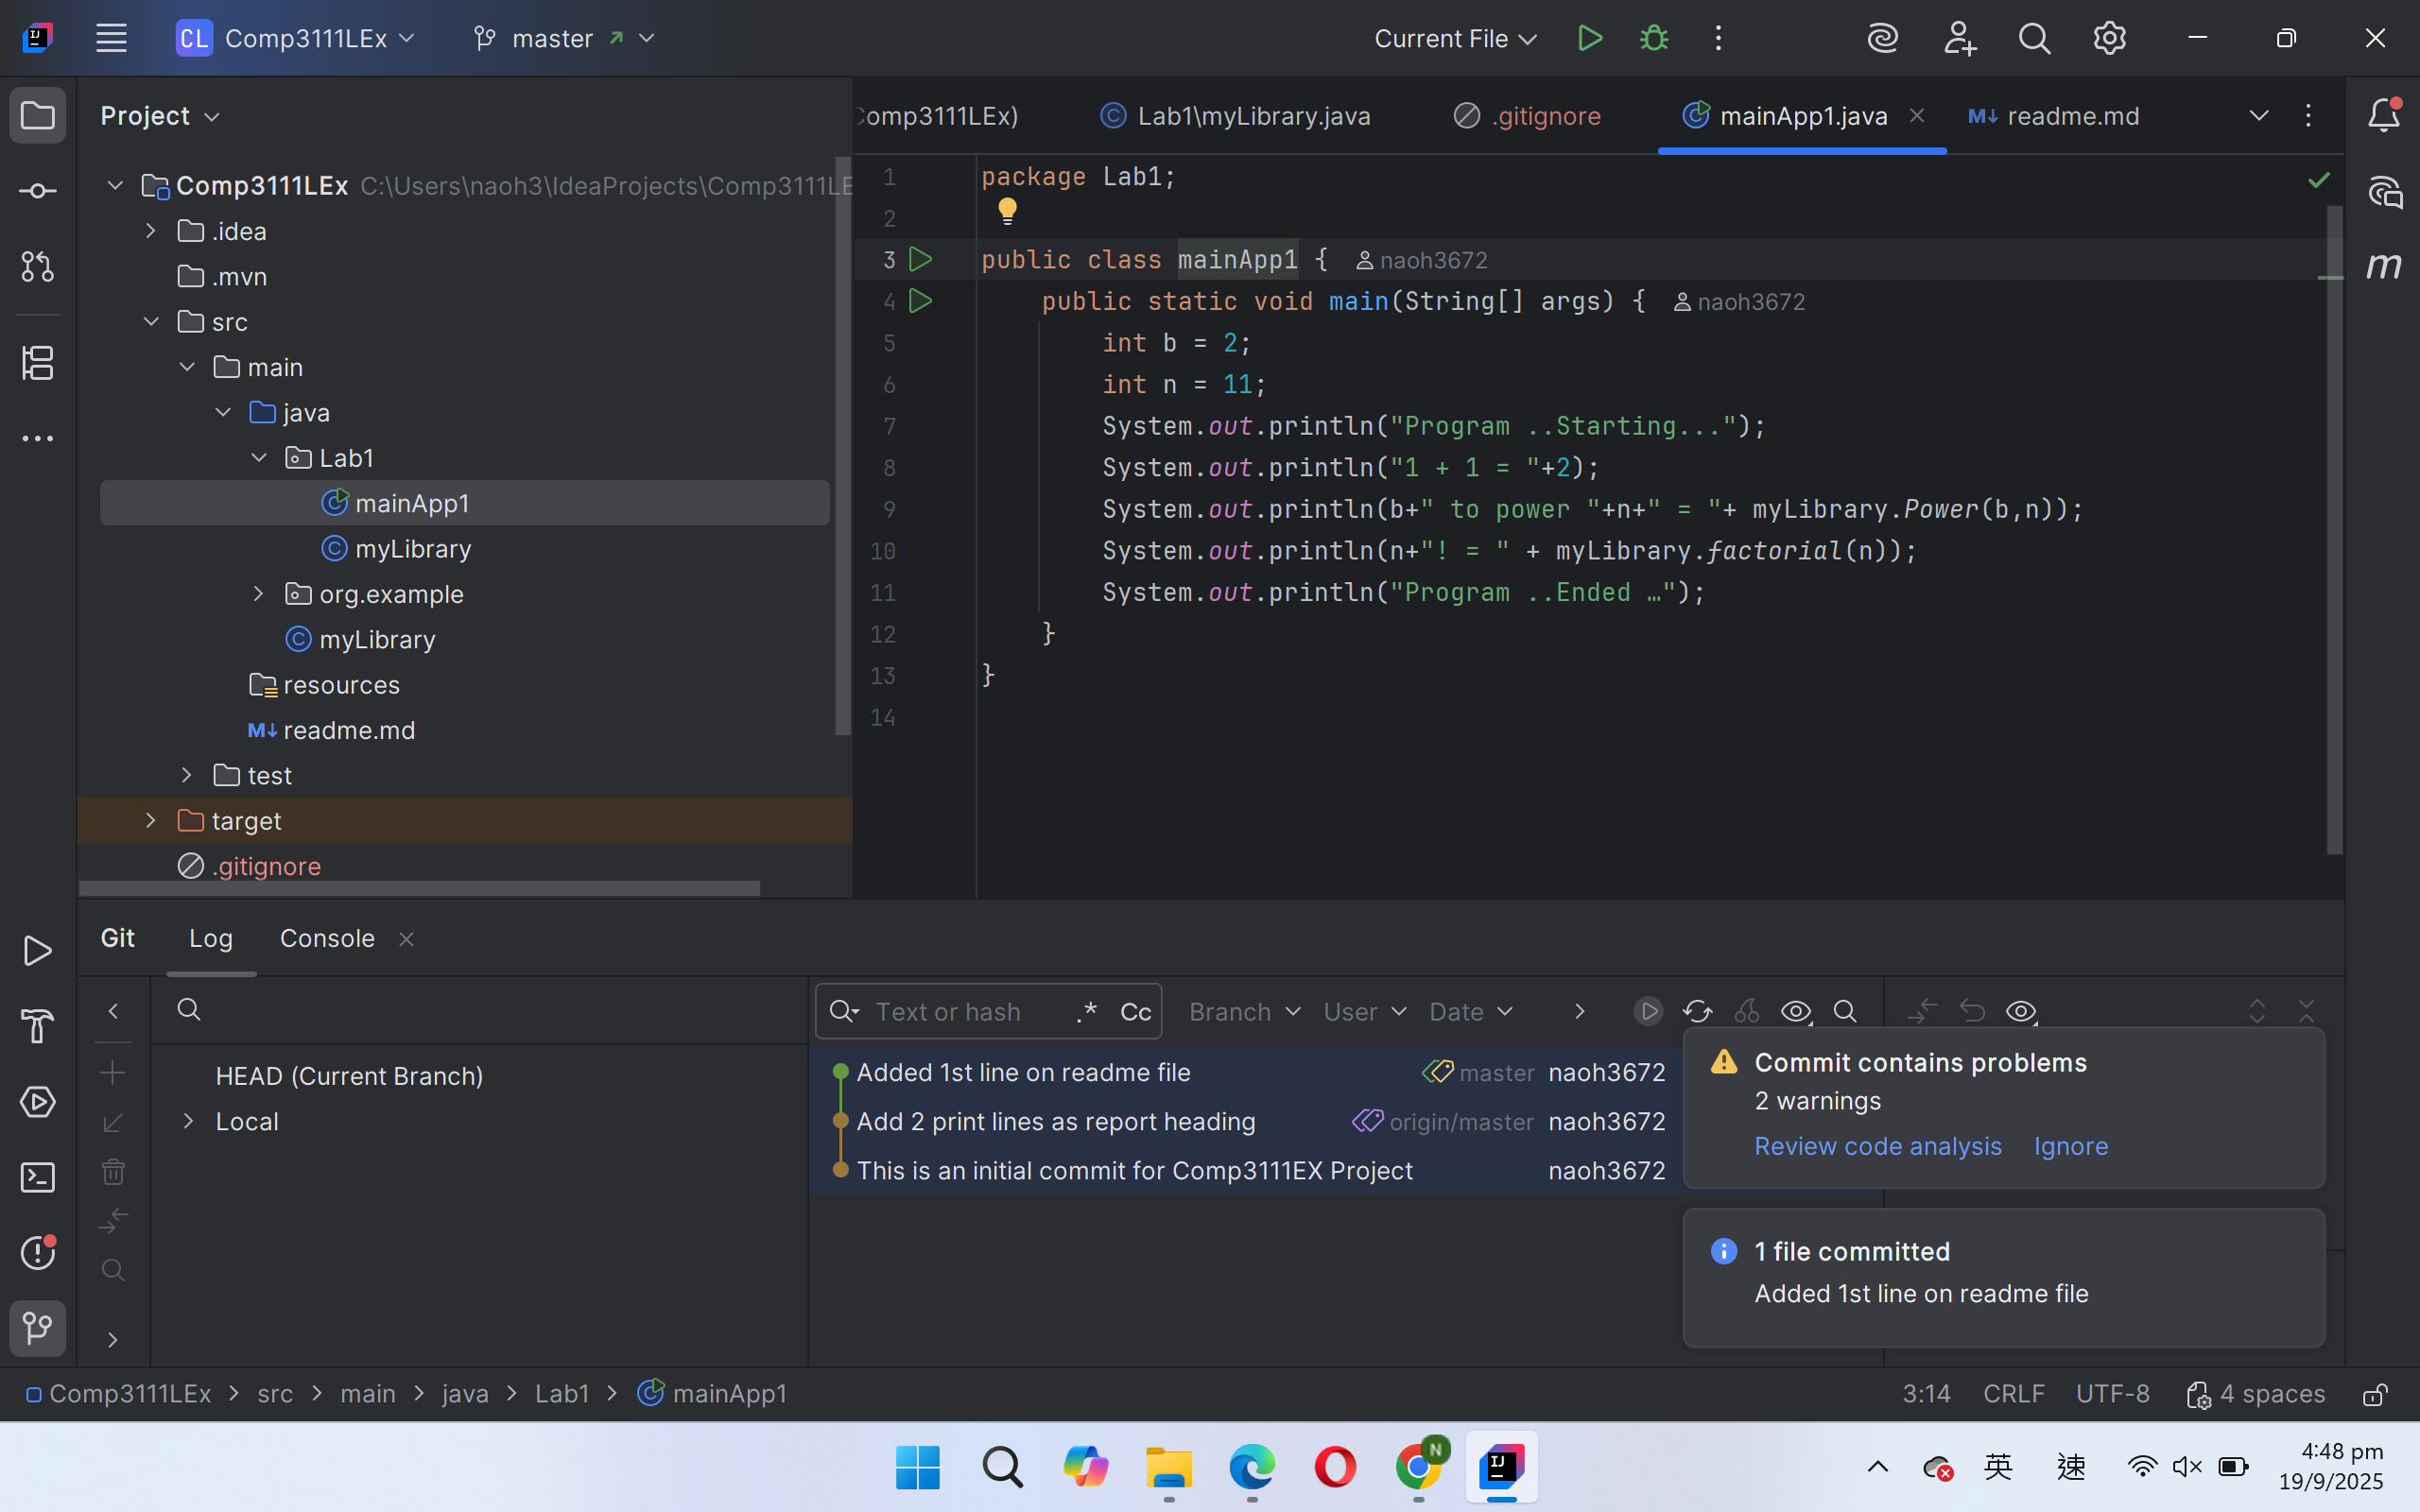 CL Comp3111LEx master Current File
Project
Comp3111LEx C:\Users\naoh3\IdeaProjects\Comp3111LE
.idea
.mvn
src
main
java
Lab1
mainApp1
myLibrary
org.example
myLibrary
resources
readme.md
test
target
.gitignore
Comp3111LEx) Lab1\myLibrary.java .gitignore mainApp1.java readme.md
1 package Lab1;
2
3 public class mainApp1 { naoh3672
4 public static void main(String[] args) { naoh3672
5 int b = 2;
6 int n = 11;
7 System.out.println("Program ..Starting...");
8 System.out.println("1 + 1 = "+2);
9 System.out.println(b+" to power "+n+" = "+ myLibrary.Power(b,n));
10 System.out.println(n+"! = " + myLibrary.factorial(n));
11 System.out.println("Program ..Ended …");
12 }
13 }
14
Git Log Console
Text or hash .* Cc Branch User Date
HEAD (Current Branch)
Local
Added 1st line on readme file master naoh3672
Add 2 print lines as report heading origin/master naoh3672
This is an initial commit for Comp3111EX Project naoh3672
Commit contains problems
2 warnings
Review code analysis Ignore
1 file committed
Added 1st line on readme file
Comp3111LEx > src > main > java > Lab1 > mainApp1 3:14 CRLF UTF-8 4 spaces
英 速 4:48 pm
19/9/2025